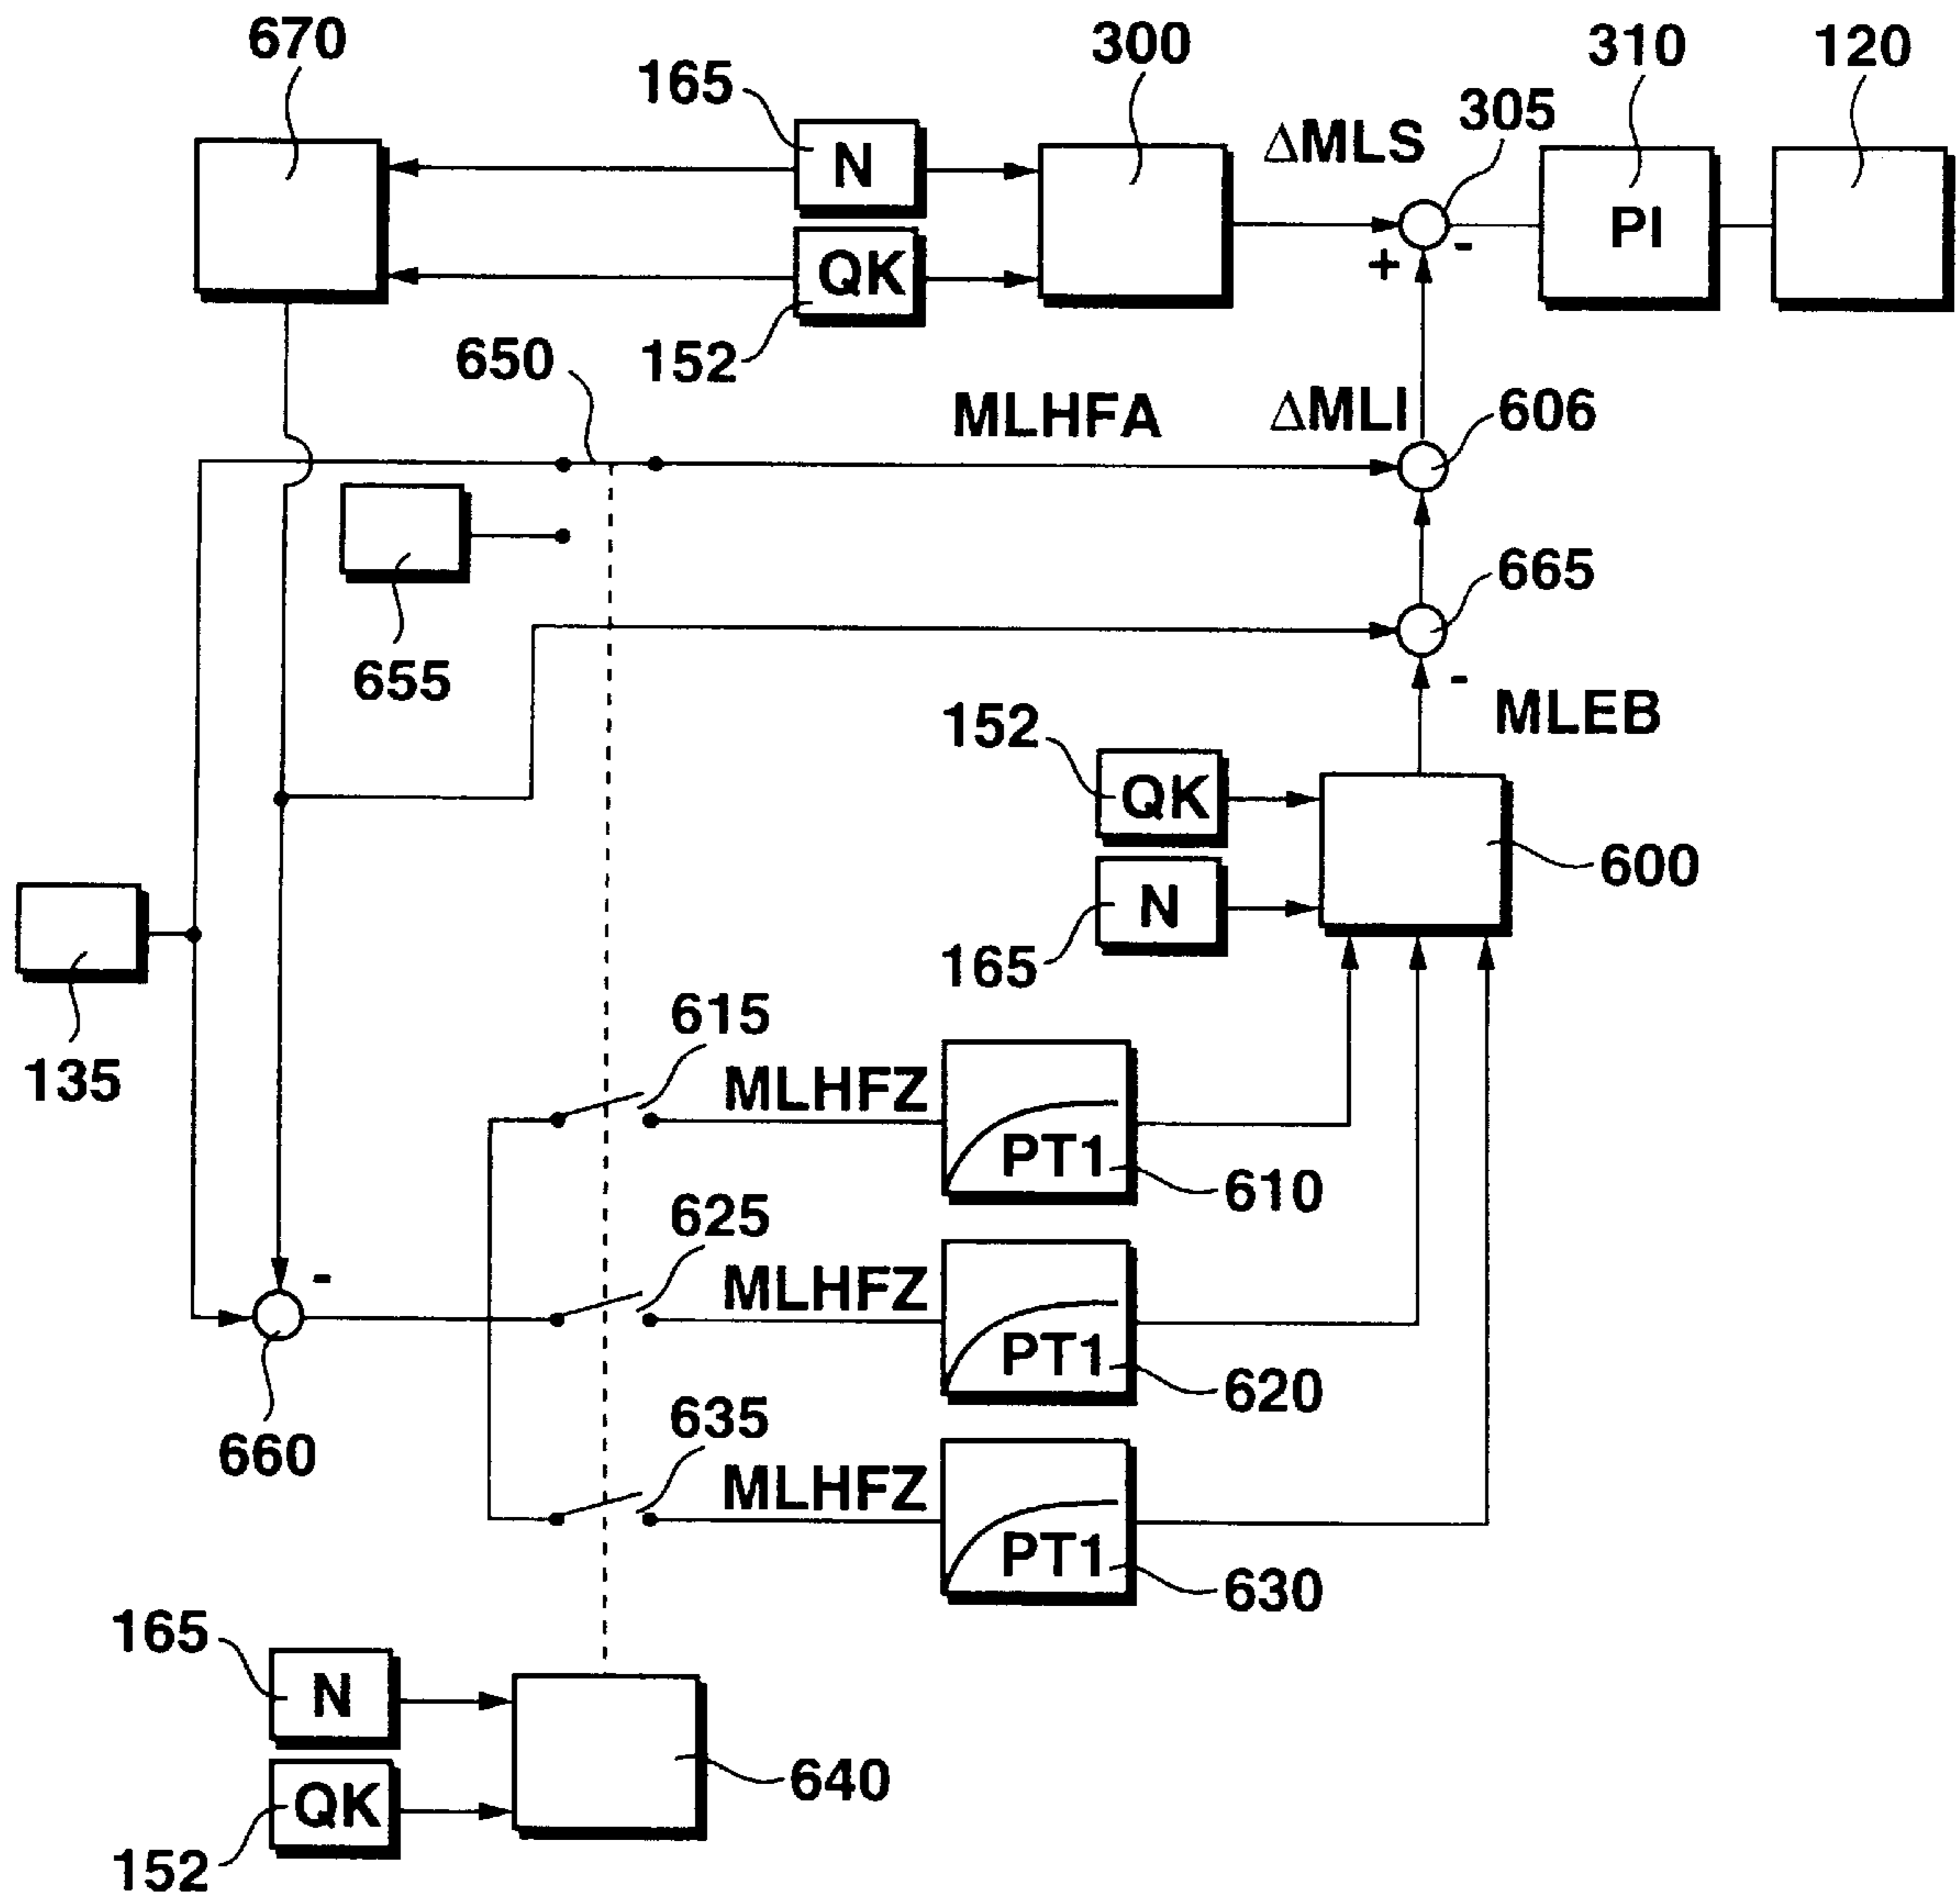 670
165
300
310
120
305
N
ΔMLS
PI
QK
+
-
650
152
MLHFA
ΔMLI
606
655
665
-
MLEB
152
QK
600
N
165
135
615
MLHFZ
PT1
610
625
-
MLHFZ
PT1
620
660
635
MLHFZ
PT1
630
165
N
640
QK
152